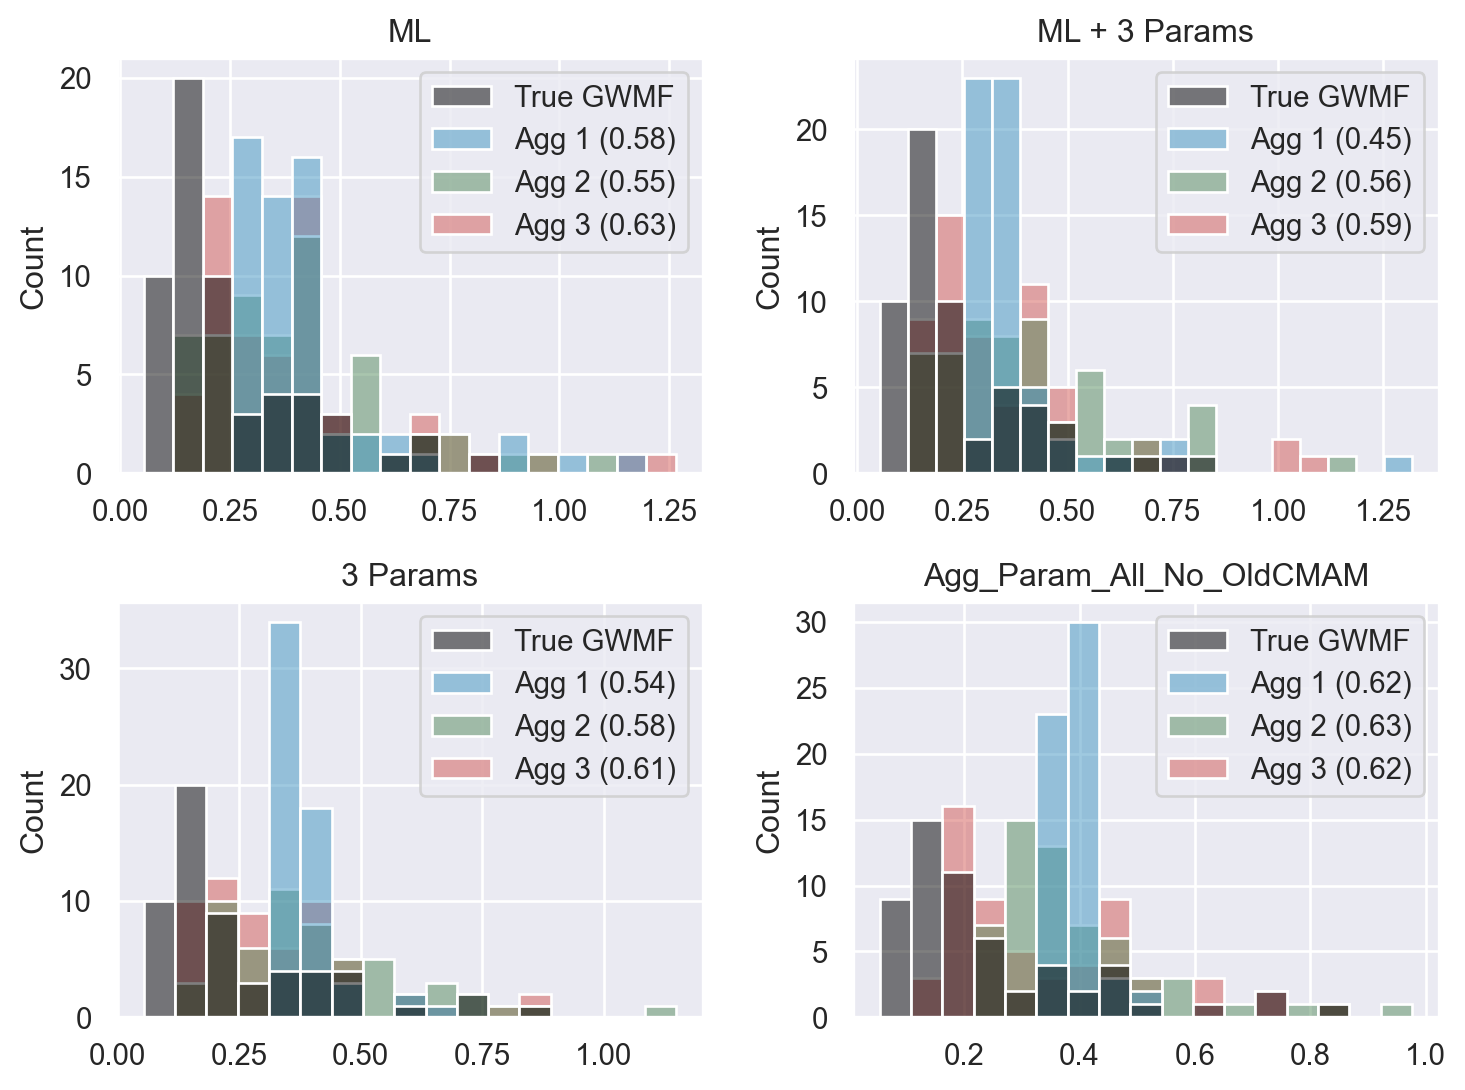 ML
Count
20
15
10
5
0
0.00 0.25 0.50 0.75 1.00 1.25
True GWMF
Agg 1 (0.58)
Agg 2 (0.55)
Agg 3 (0.63)
ML + 3 Params
Count
20
15
10
5
0
0.00 0.25 0.50 0.75 1.00 1.25
True GWMF
Agg 1 (0.45)
Agg 2 (0.56)
Agg 3 (0.59)
3 Params
Count
30
20
10
0
0.00 0.25 0.50 0.75 1.00
True GWMF
Agg 1 (0.54)
Agg 2 (0.58)
Agg 3 (0.61)
Agg_Param_All_No_OldCMAM
Count
30
25
20
15
10
5
0
0.2 0.4 0.6 0.8 1.0
True GWMF
Agg 1 (0.62)
Agg 2 (0.63)
Agg 3 (0.62)